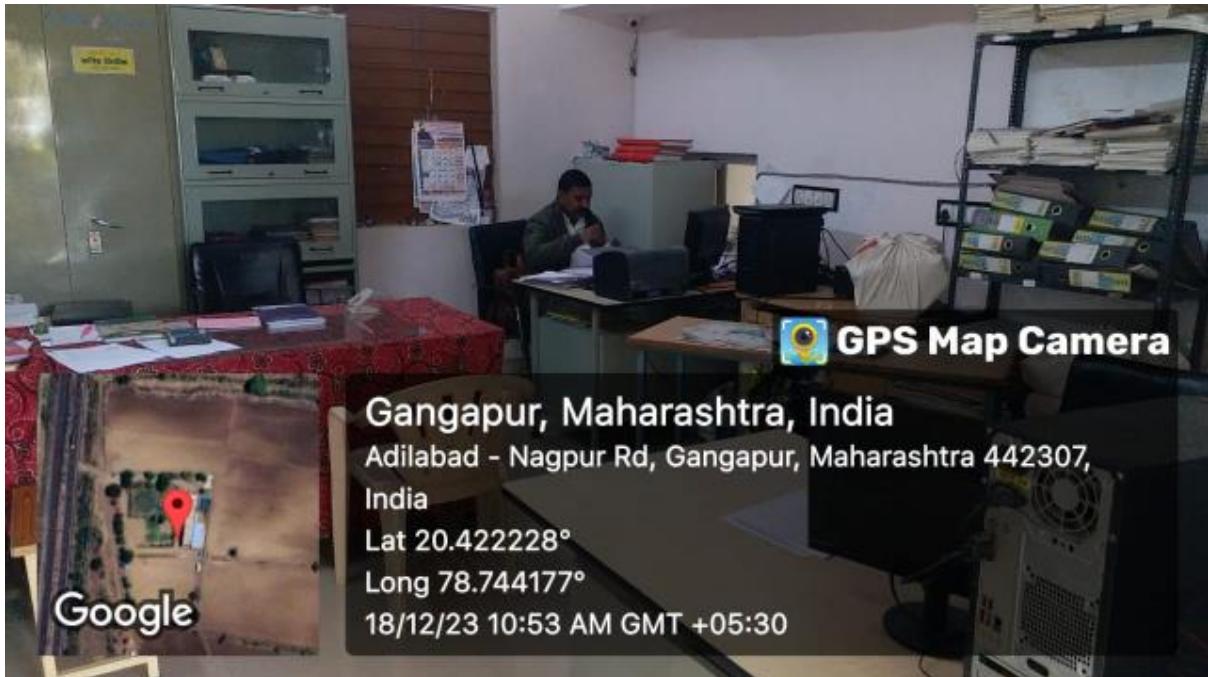 GPS Map Camera
Gangapur, Maharashtra, India
Adilabad - Nagpur Rd, Gangapur, Maharashtra 442307,
India
Lat 20.422228°
Long 78.744177°
18/12/23 10:53 AM GMT +05:30
Google